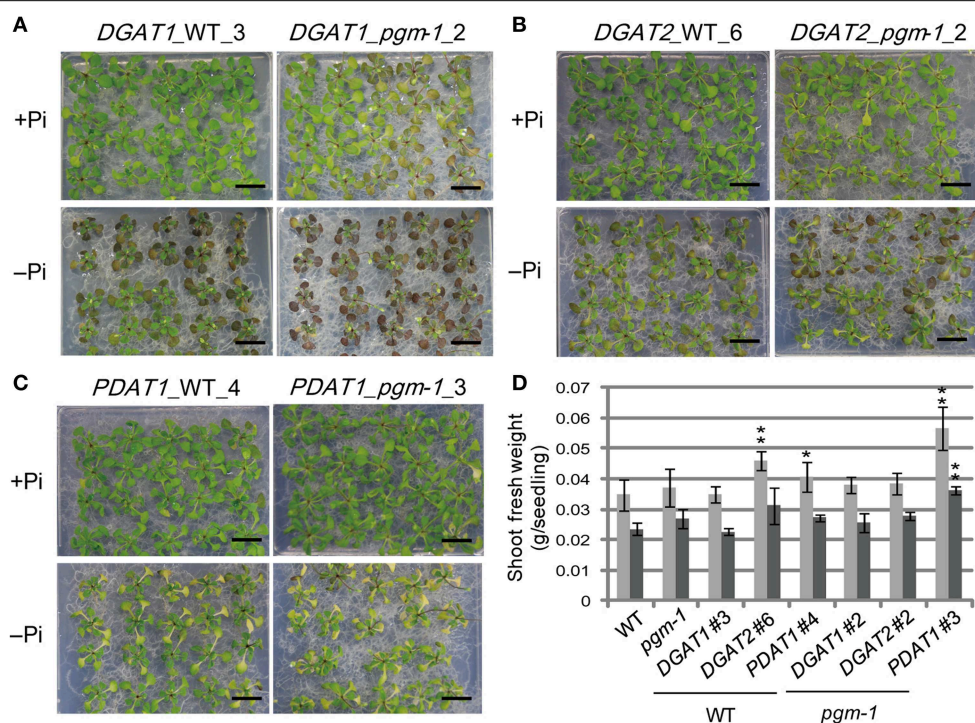 A
DGAT1_WT_3 DGAT1_pgm-1_2
+Pi
–Pi
B
DGAT2_WT_6 DGAT2_pgm-1_2
+Pi
–Pi
C
PDAT1_WT_4 PDAT1_pgm-1_3
+Pi
–Pi
D
Shoot fresh weight
(g/seedling)
0.07
0.06
0.05
0.04
0.03
0.02
0.01
0
**
*
**
**
WT pgm-1 DGAT1 #3 DGAT2 #6 PDAT1 #4 DGAT1 #2 DGAT2 #2 PDAT1 #3
WT pgm-1